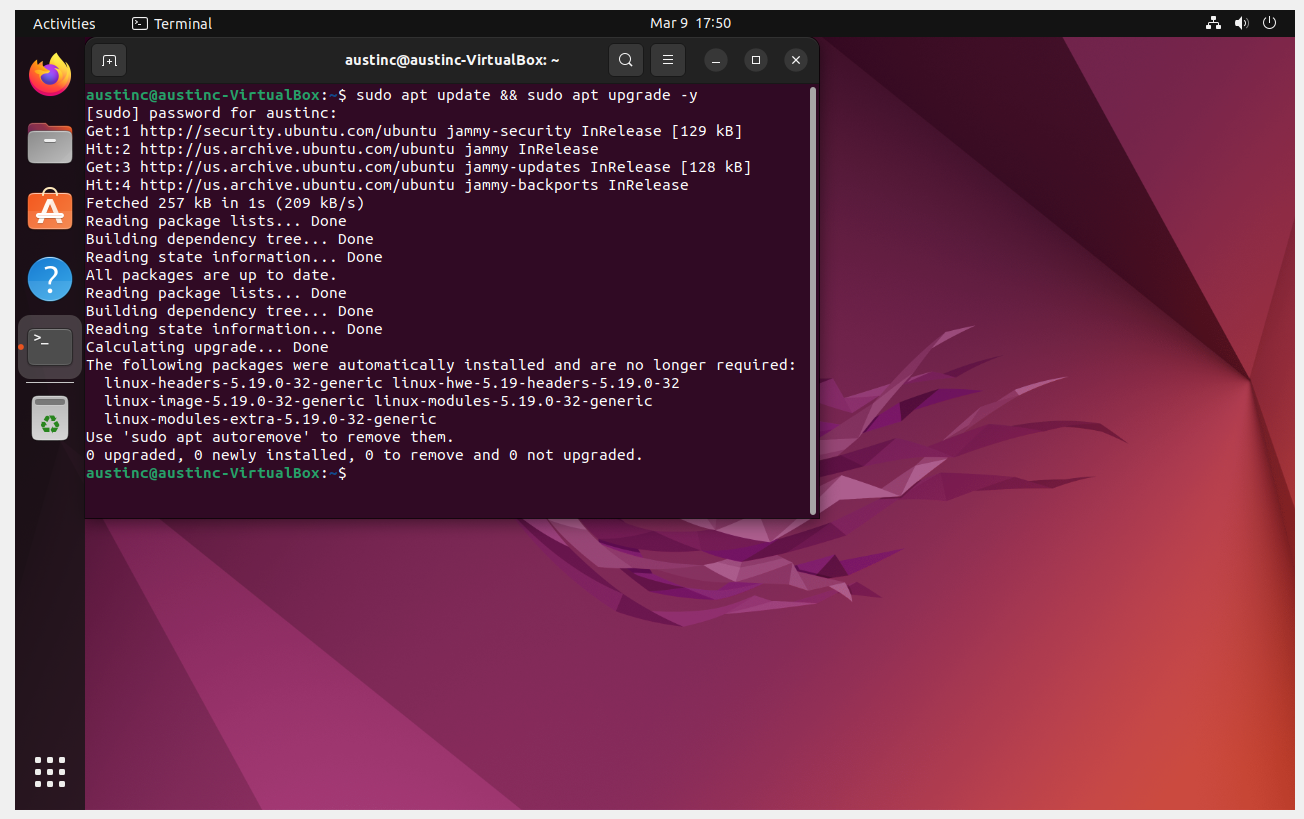 Activities
Terminal
Mar 9 17:50
austinc@austinc-VirtualBox: ~
austinc@austinc-VirtualBox:~$ sudo apt update && sudo apt upgrade -y
[sudo] password for austinc:
Get:1 http://security.ubuntu.com/ubuntu jammy-security InRelease [129 kB]
Hit:2 http://us.archive.ubuntu.com/ubuntu jammy InRelease
Get:3 http://us.archive.ubuntu.com/ubuntu jammy-updates InRelease [128 kB]
Hit:4 http://us.archive.ubuntu.com/ubuntu jammy-backports InRelease
Fetched 257 kB in 1s (209 kB/s)
Reading package lists... Done
Building dependency tree... Done
Reading state information... Done
All packages are up to date.
Reading package lists... Done
Building dependency tree... Done
Reading state information... Done
Calculating upgrade... Done
The following packages were automatically installed and are no longer required:
  linux-headers-5.19.0-32-generic linux-hwe-5.19-headers-5.19.0-32
  linux-image-5.19.0-32-generic linux-modules-5.19.0-32-generic
  linux-modules-extra-5.19.0-32-generic
Use 'sudo apt autoremove' to remove them.
0 upgraded, 0 newly installed, 0 to remove and 0 not upgraded.
austinc@austinc-VirtualBox:~$